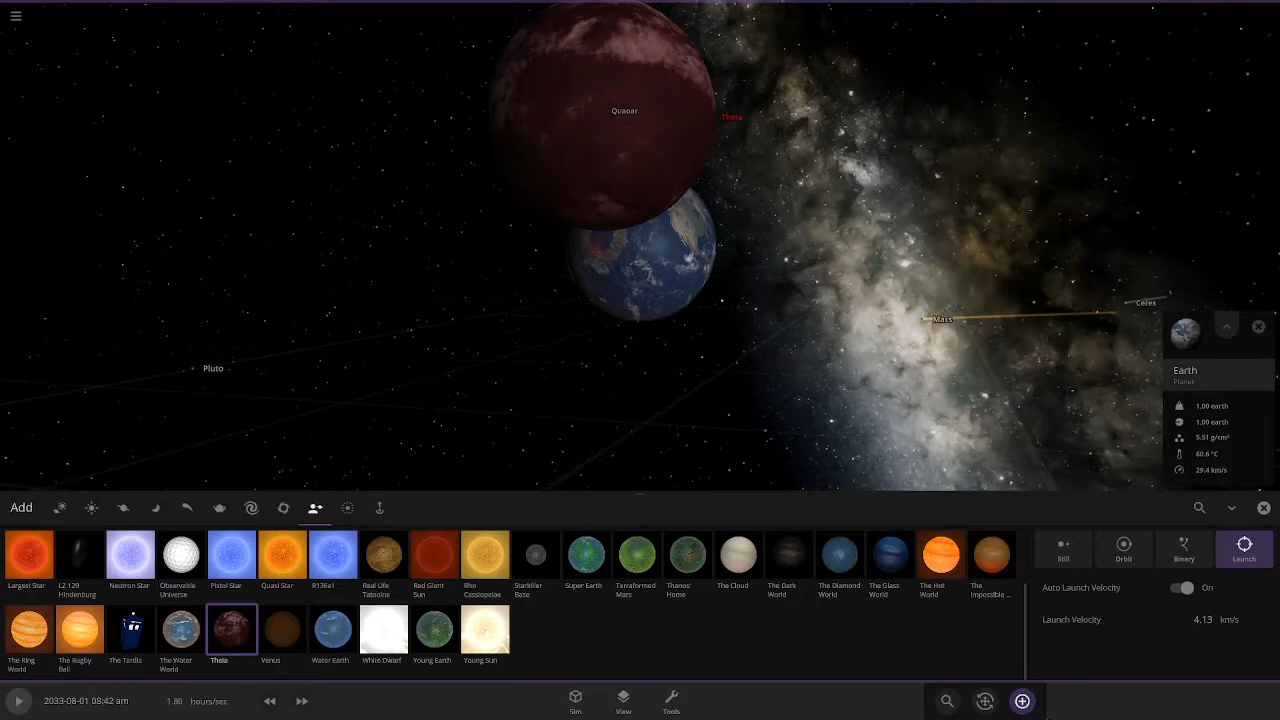 Quaoar
Theia
Ceres
Mars
Pluto
Earth
Planet
1.00 earth
1.00 earth
5.51 g/cm³
60.6 °C
29.4 km/s
Add
Largest Star
LZ 129 Hindenburg
Neutron Star
Observable Universe
Pistol Star
Quasi Star
R136a1
Real Life Tatooine
Red Giant Sun
Rho Cassiopeiae
Starkiller Base
Super Earth
Terraformed Mars
Thanos' Home
The Cloud
The Dark World
The Diamond World
The Glass World
The Hot World
The Impossible ...
The Ring World
The Rugby Ball
The Tardis
The Water World
Theia
Venus
Water Earth
White Dwarf
Young Earth
Young Sun
Still
Orbit
Binary
Launch
Auto Launch Velocity On
Launch Velocity 4.13 km/s
2033-08-01 08:42 am 1.80 hours/sec
Sim
View
Tools